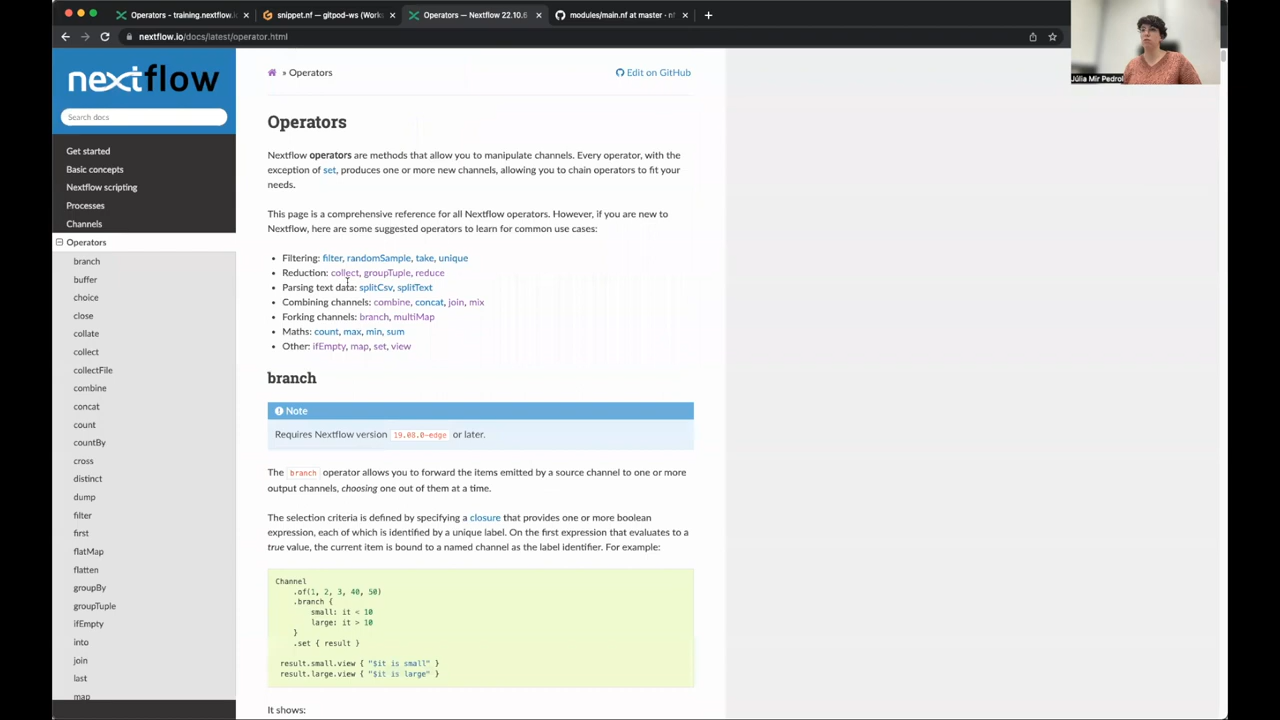 Operators - training.nextflow.i
snippet.nf — gitpod-ws (Works
Operators — Nextflow 22.10.6
modules/main.nf at master · nf
nextflow.io/docs/latest/operator.html
Júlia Mir Pedrol
nextflow
Search docs
Get started
Basic concepts
Nextflow scripting
Processes
Channels
Operators
branch
buffer
choice
close
collate
collect
collectFile
combine
concat
count
countBy
cross
distinct
dump
filter
first
flatMap
flatten
groupBy
groupTuple
ifEmpty
into
join
last
map
» Operators
Edit on GitHub
Operators
Nextflow operators are methods that allow you to manipulate channels. Every operator, with the
exception of set, produces one or more new channels, allowing you to chain operators to fit your
needs.
This page is a comprehensive reference for all Nextflow operators. However, if you are new to
Nextflow, here are some suggested operators to learn for common use cases:
• Filtering: filter, randomSample, take, unique
• Reduction: collect, groupTuple, reduce
• Parsing text data: splitCsv, splitText
• Combining channels: combine, concat, join, mix
• Forking channels: branch, multiMap
• Maths: count, max, min, sum
• Other: ifEmpty, map, set, view
branch
Note
Requires Nextflow version 19.08.0-edge or later.
The branch operator allows you to forward the items emitted by a source channel to one or more
output channels, choosing one out of them at a time.
The selection criteria is defined by specifying a closure that provides one or more boolean
expression, each of which is identified by a unique label. On the first expression that evaluates to a
true value, the current item is bound to a named channel as the label identifier. For example:
Channel
.of(1, 2, 3, 40, 50)
.branch {
small: it < 10
large: it > 10
}
.set { result }
result.small.view { "$it is small" }
result.large.view { "$it is large" }
It shows: